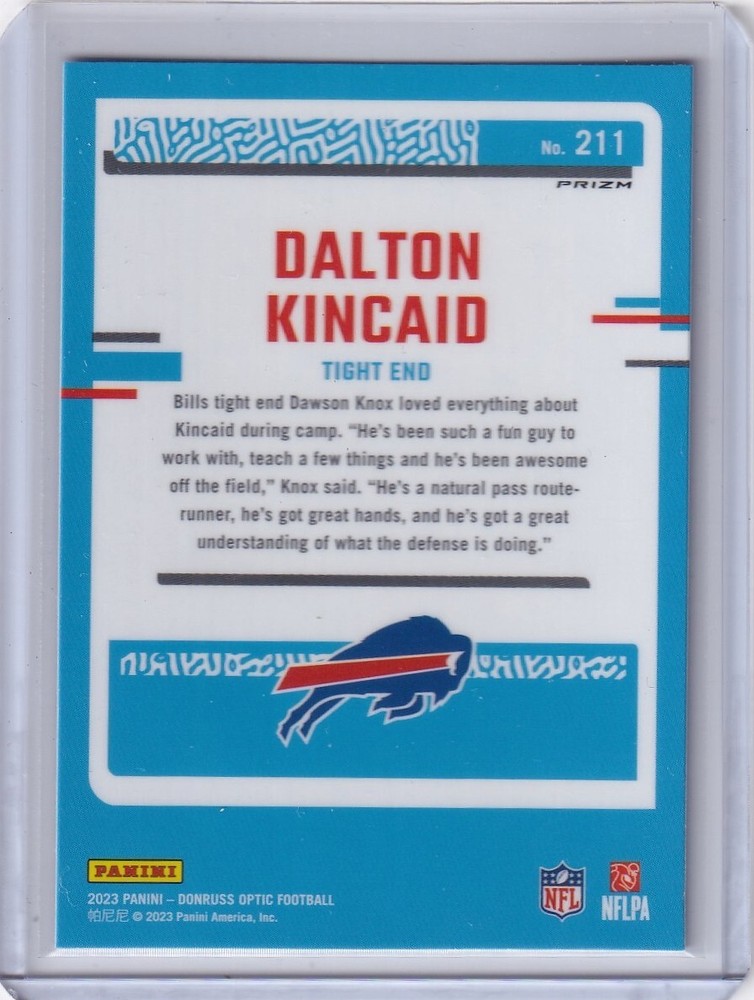 No. 211
PRIZM
DALTON
KINCAID
TIGHT END
Bills tight end Dawson Knox loved everything about
Kincaid during camp. “He's been such a fun guy to
work with, teach a few things and he's been awesome
off the field,” Knox said. “He's a natural pass route-
runner, he's got great hands, and he's got a great
understanding of what the defense is doing.”
PANINI
2023 PANINI – DONRUSS OPTIC FOOTBALL
帕尼尼 © 2023 Panini America, Inc.
NFL
NFLPA